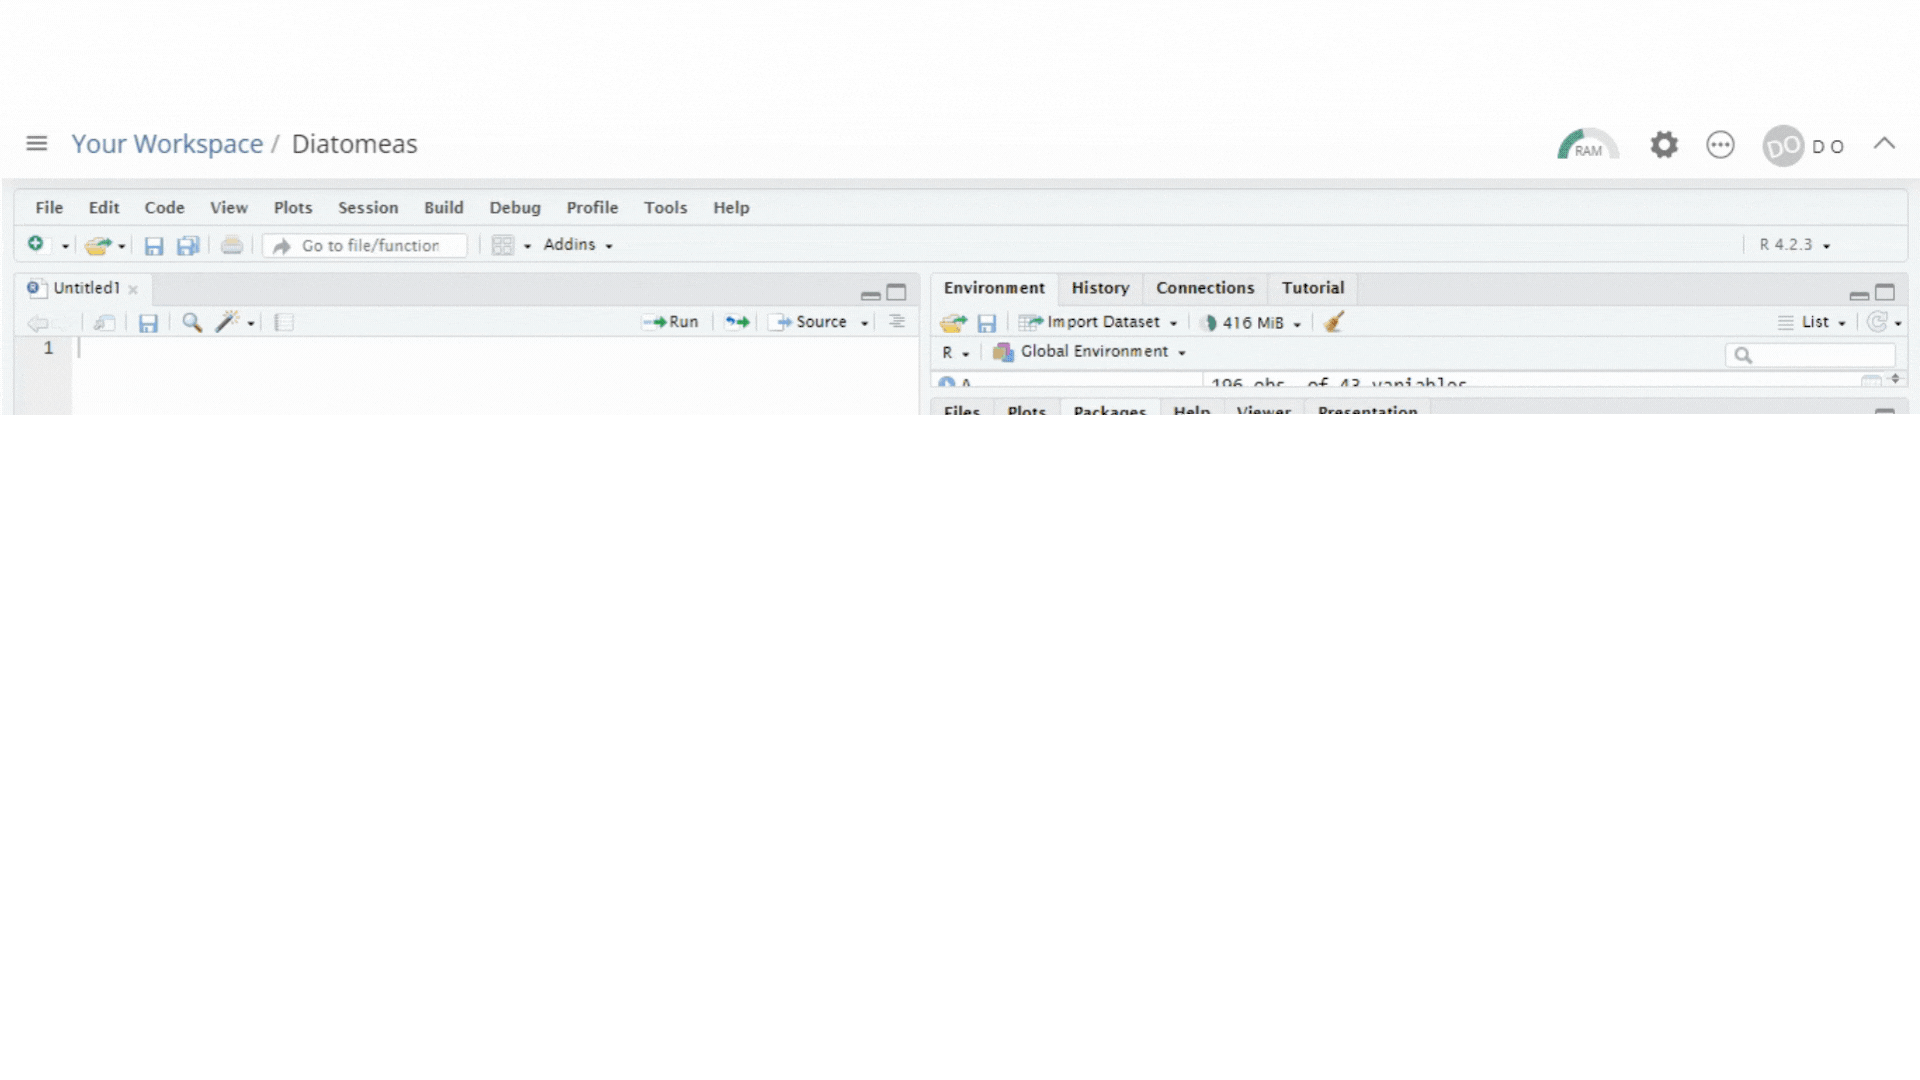 Your Workspace / Diatomeas
RAM
DO D O
File Edit Code View Plots Session Build Debug Profile Tools Help
Go to file/function Addins R 4.2.3
Untitled1
Environment History Connections Tutorial
Run Source
Import Dataset 416 MiB List
1
R Global Environment
A 196 obs. of 43 variables
Files Plots Packages Help Viewer Presentation